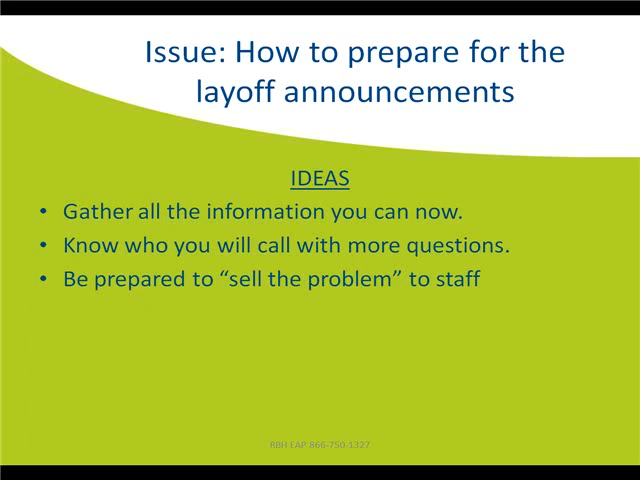 Issue: How to prepare for the
layoff announcements
IDEAS
• Gather all the information you can now.
• Know who you will call with more questions.
• Be prepared to “sell the problem” to staff
RBH EAP 866-750-1327